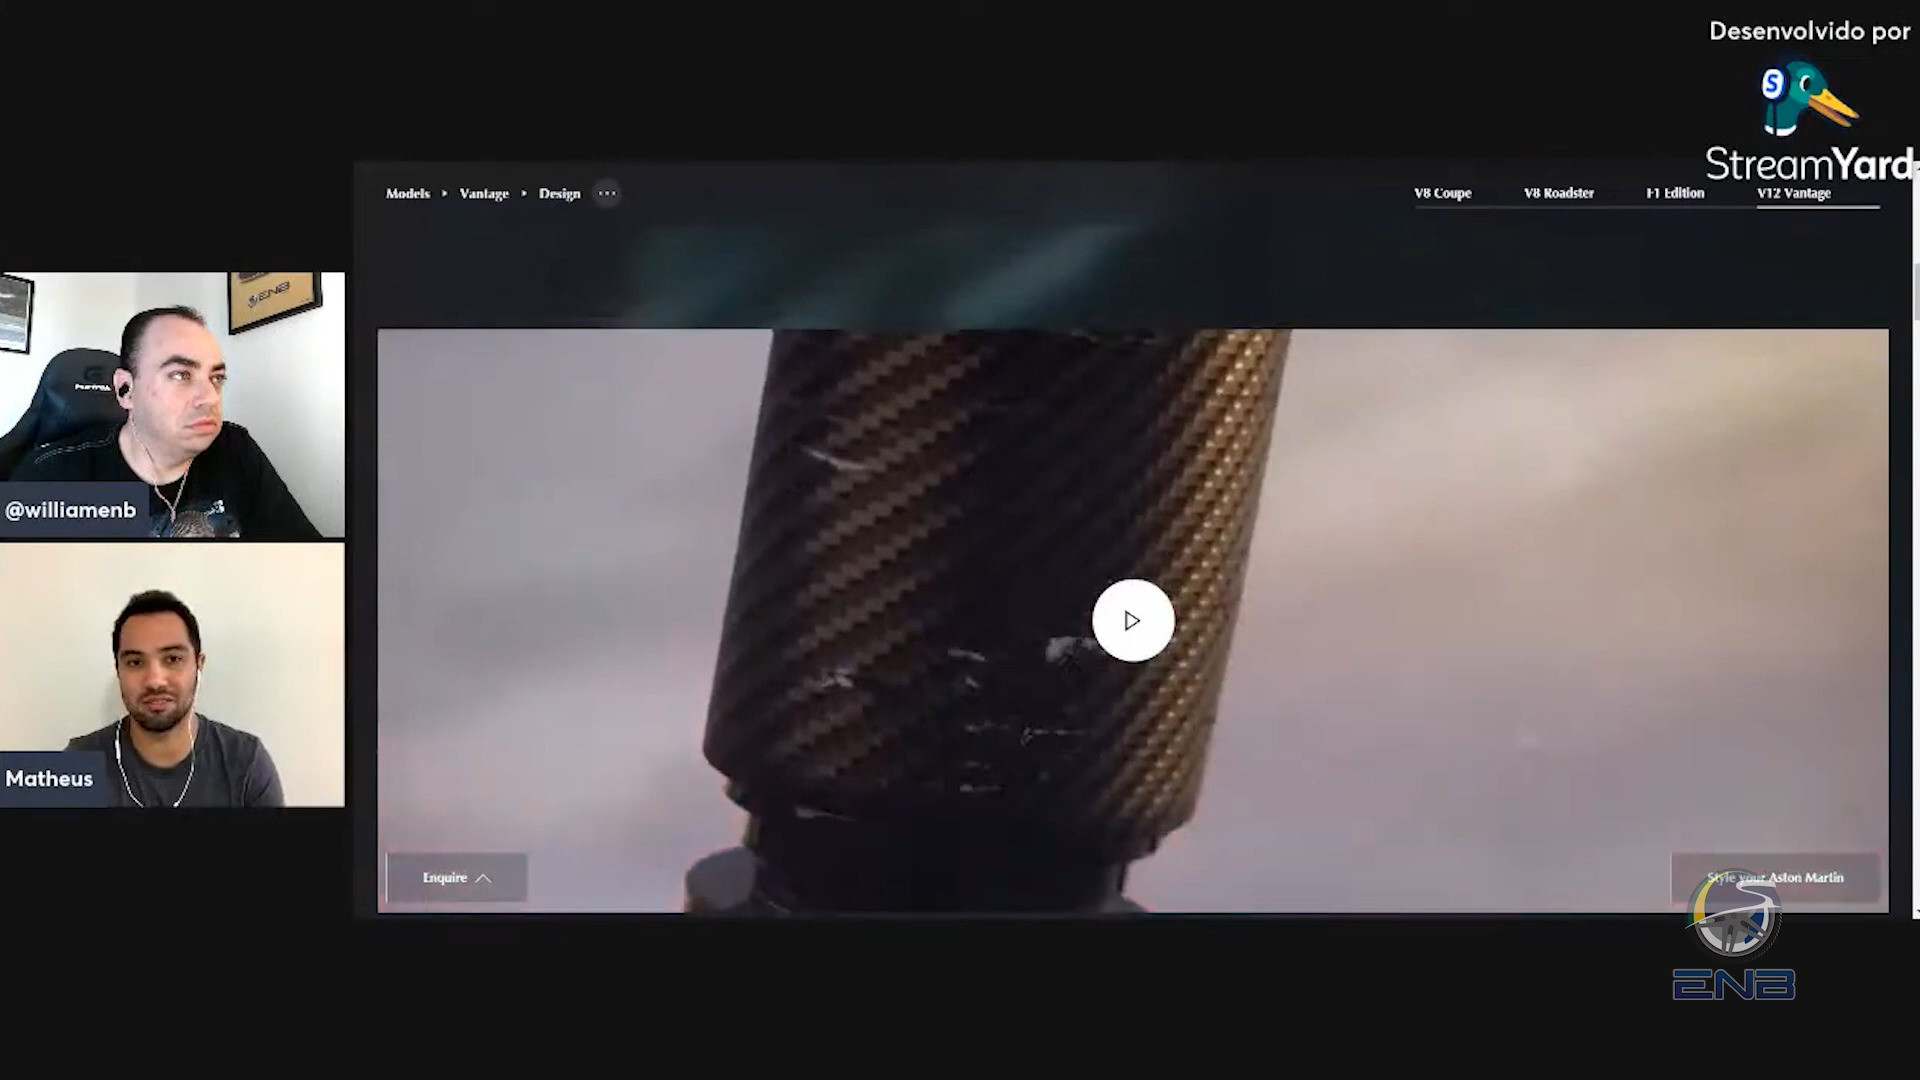 Desenvolvido por
S
StreamYard
Models ▸ Vantage ▸ Design ···
V8 Coupe
V8 Roadster
F1 Edition
V12 Vantage
ENB
@williamenb
Matheus
Enquire
Style your Aston Martin
ENB